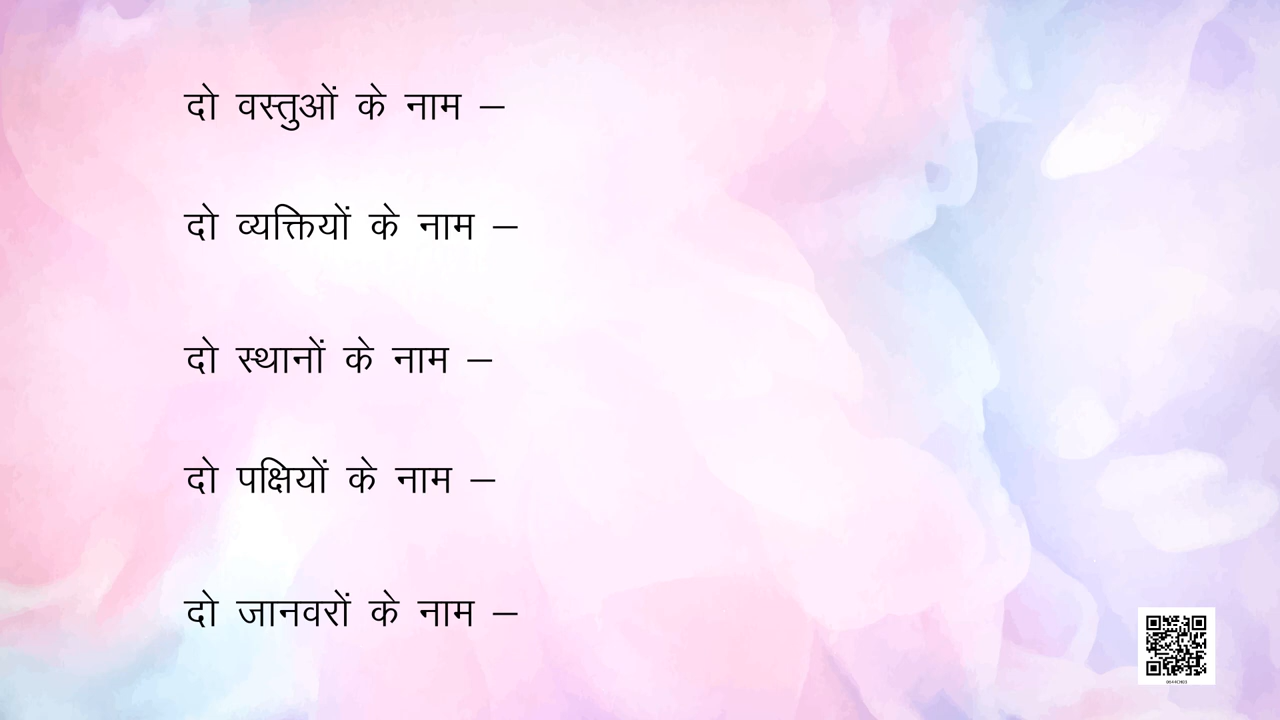 दो वस्तुओं के नाम –
दो व्यक्तियों के नाम –
दो स्थानों के नाम –
दो पक्षियों के नाम –
दो जानवरों के नाम –